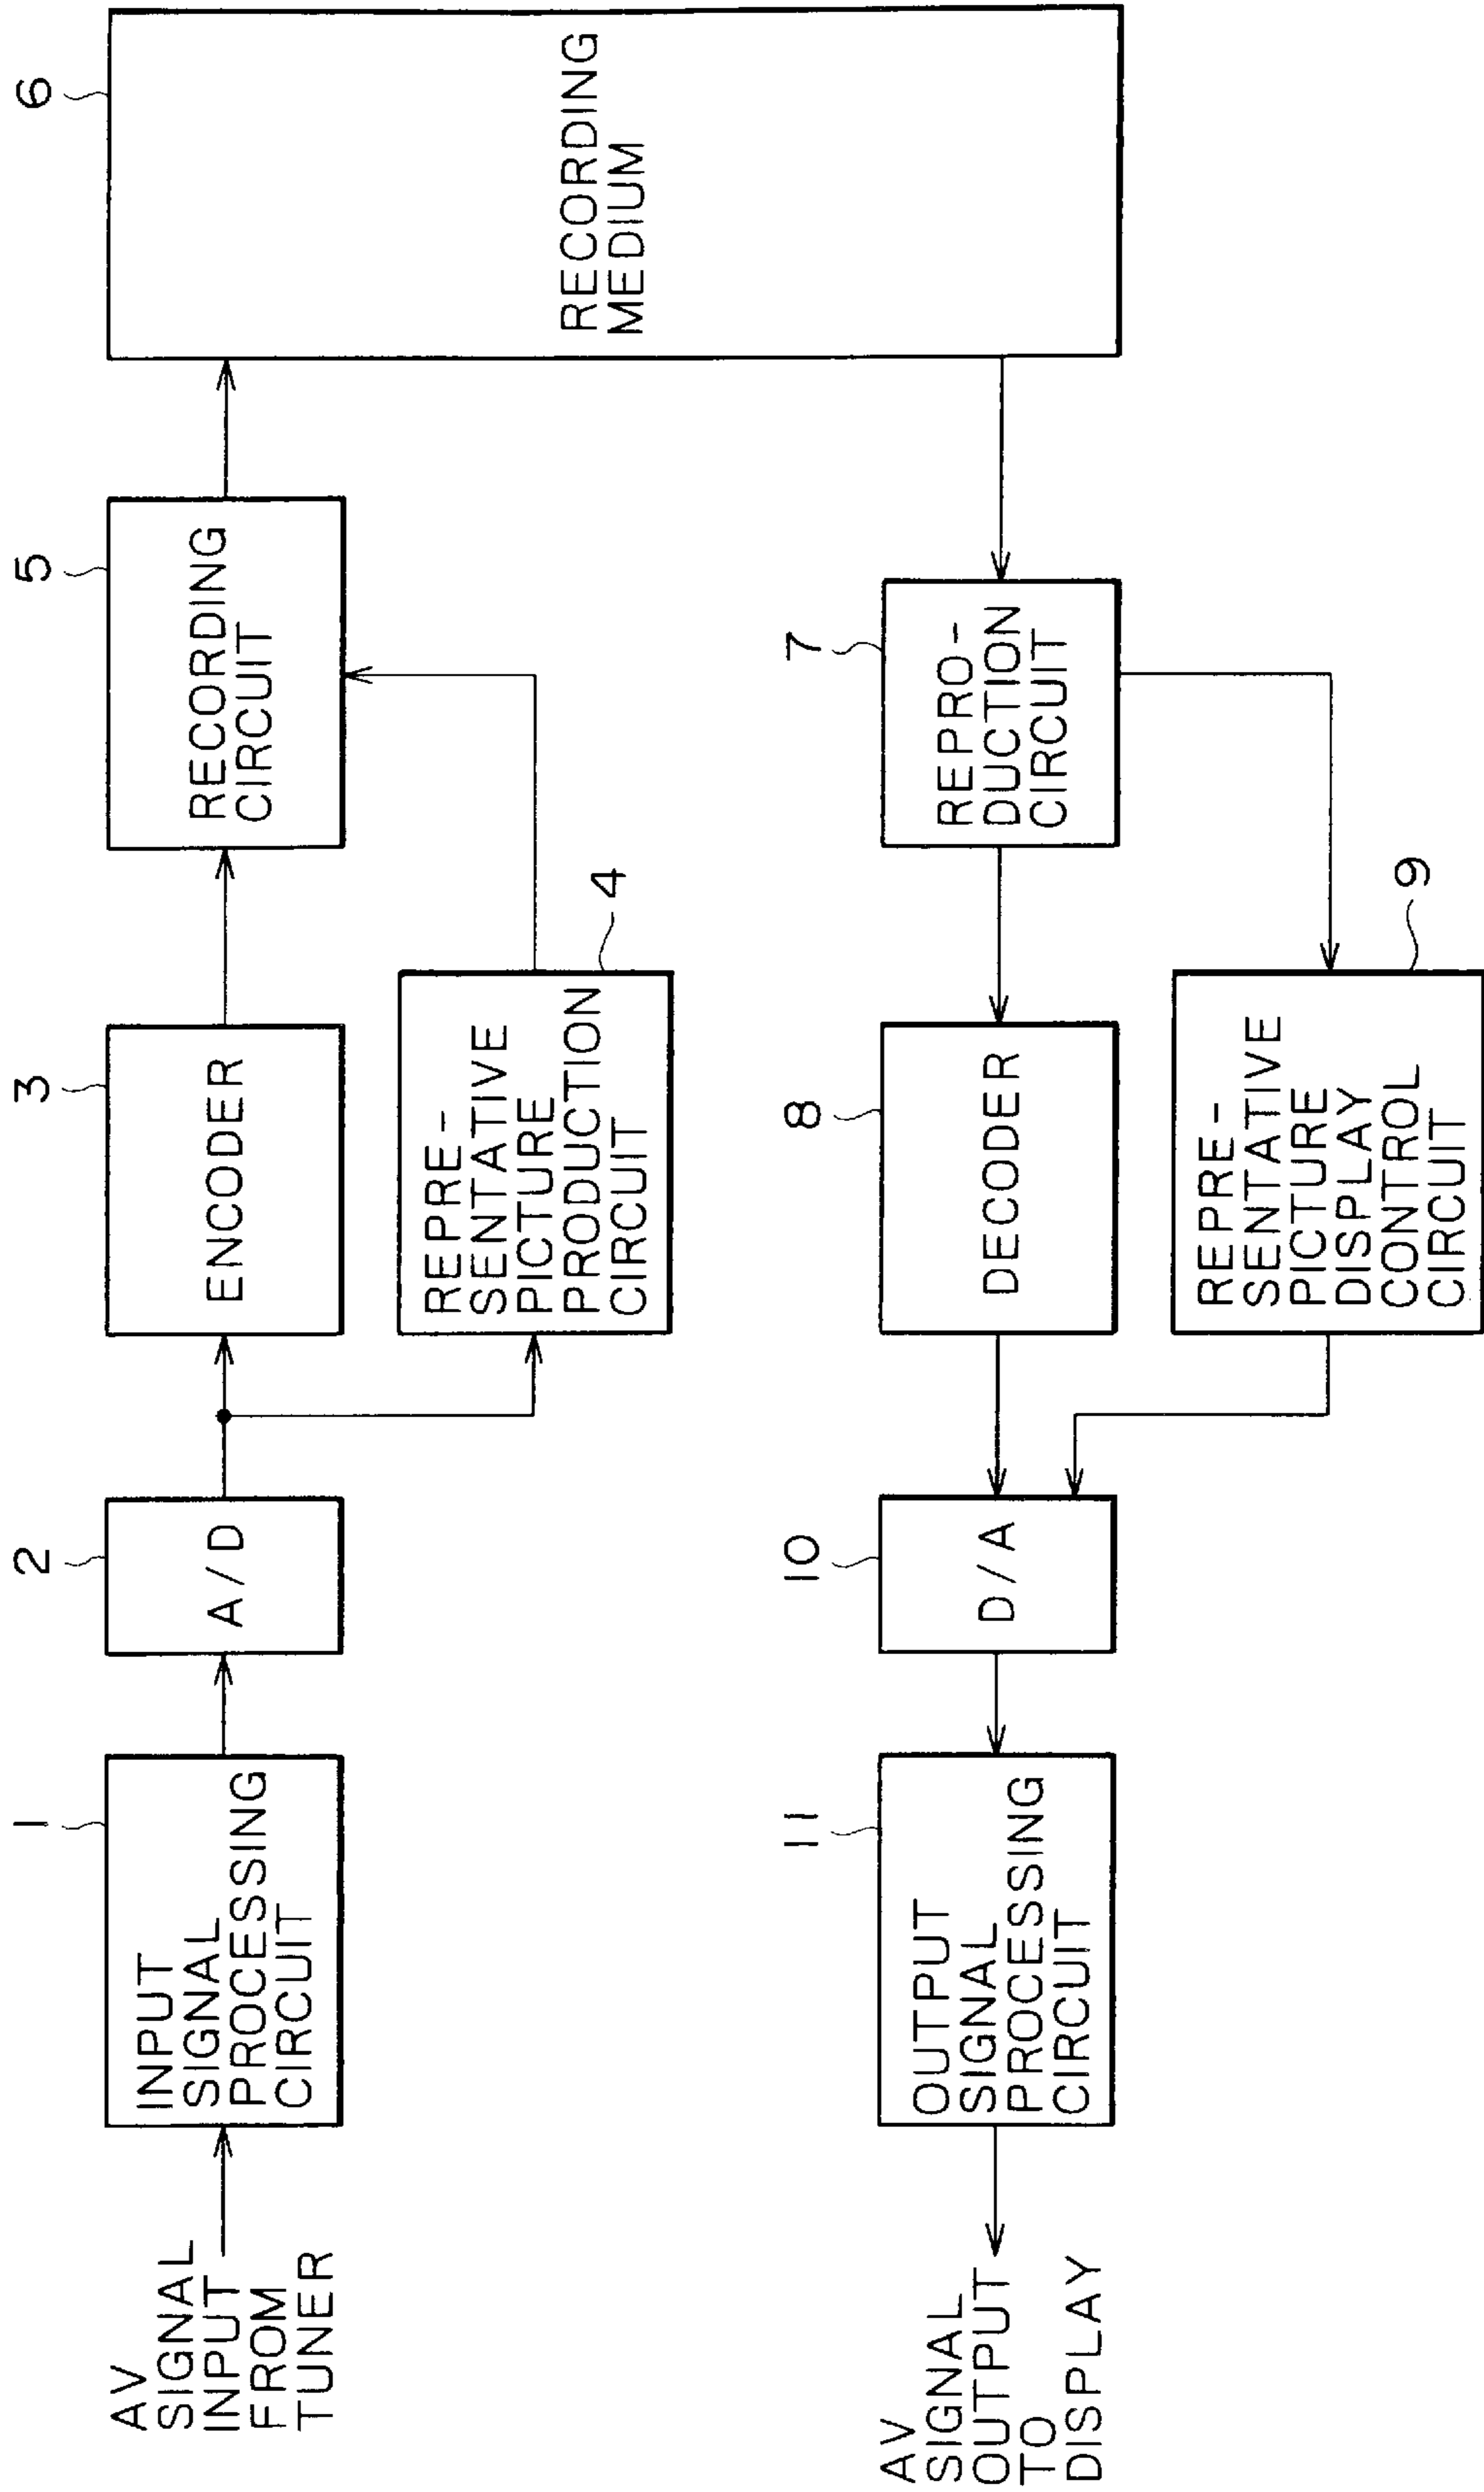 AV
SIGNAL
INPUT
FROM
TUNER
1
INPUT
SIGNAL
PROCESSING
CIRCUIT
2
A/D
3
ENCODER
4
REPRE-
SENTATIVE
PICTURE
PRODUCTION
CIRCUIT
5
RECORDING
CIRCUIT
6
RECORDING
MEDIUM
7
REPRO-
DUCTION
CIRCUIT
8
DECODER
9
REPRE-
SENTATIVE
PICTURE
DISPLAY
CONTROL
CIRCUIT
10
D/A
11
OUTPUT
SIGNAL
PROCESSING
CIRCUIT
AV
SIGNAL
OUTPUT
TO
DISPLAY